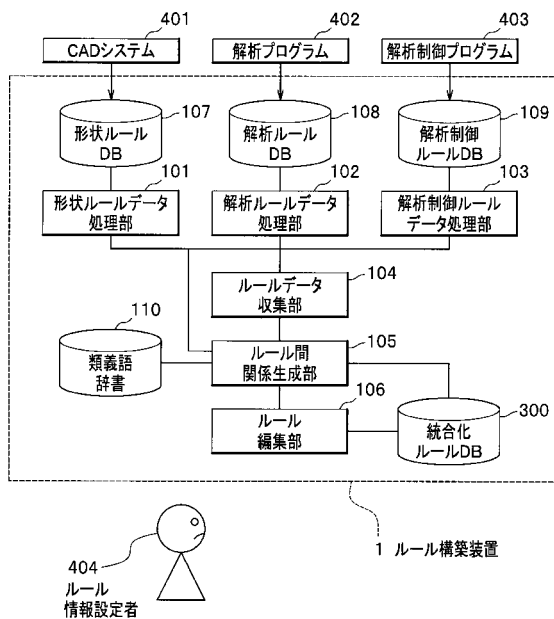 401
402
403
CADシステム
解析プログラム
解析制御プログラム
107
108
109
形状ルール
DB
解析ルール
DB
解析制御
ルールDB
101
102
103
形状ルールデータ
処理部
解析ルールデータ
処理部
解析制御ルール
データ処理部
104
ルールデータ
収集部
110
類義語
辞書
105
ルール間
関係生成部
106
ルール
編集部
300
統合化
ルールDB
1 ルール構築装置
404
ルール
情報設定者